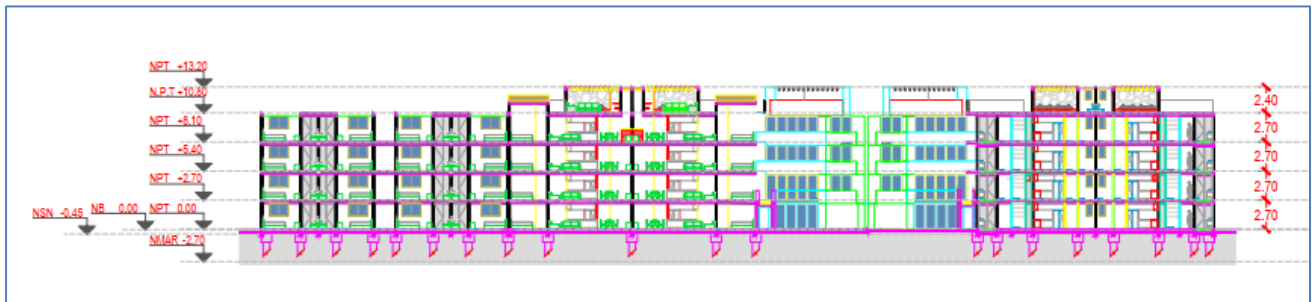 NPT +13,20
N.P.T +10,80
NPT +8,10
NPT +5,40
NPT +2,70
NSN -0.45
NB 0,00
NPT 0,00
NMAR -2,70
2,40
2,70
2,70
2,70
2,70